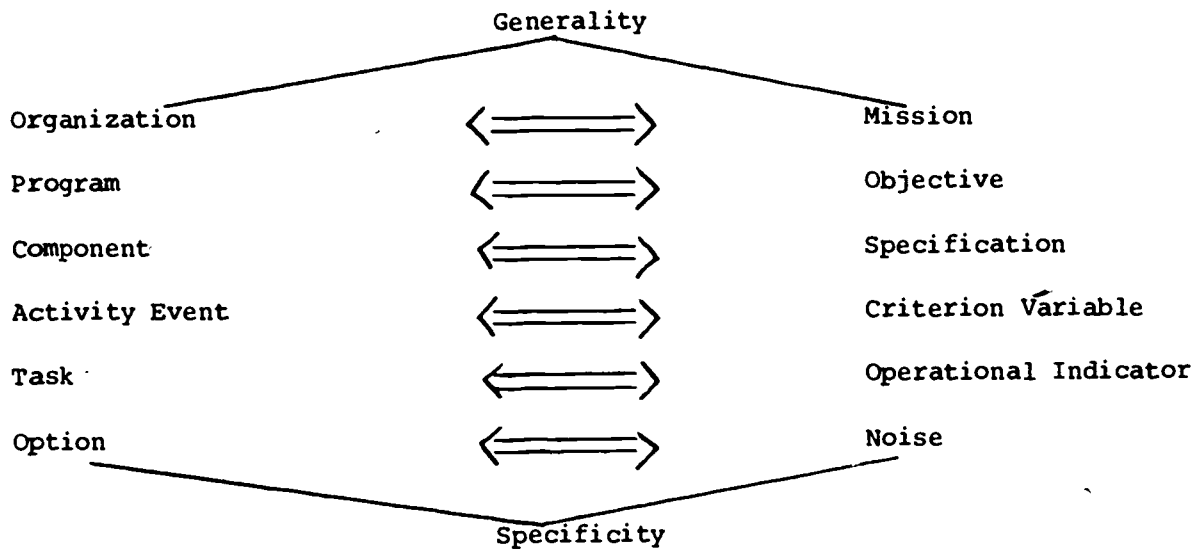 Generality
Organization Mission
Program Objective
Component Specification
Activity Event Criterion Variable
Task Operational Indicator
Option Noise
Specificity